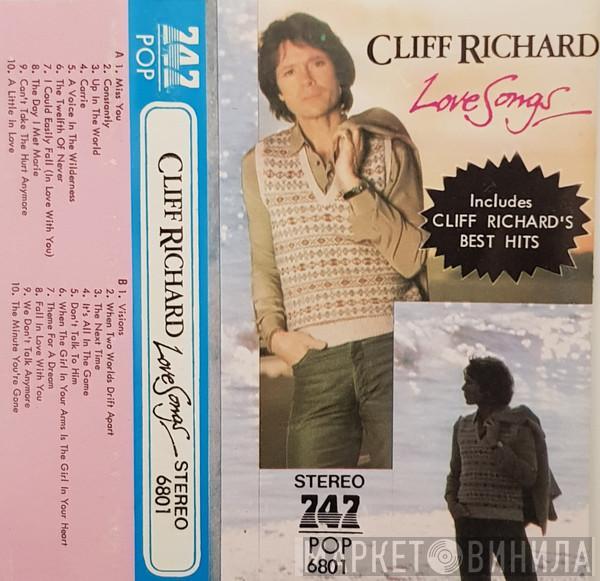 A 1. Miss You
2. Constantly
3. Up In The World
4. Carrie
5. A Voice In The Wilderness
6. The Twelfth Of Never
7. I Could Easily Fall (In Love With You)
8. The Day I Met Marie
9. Can't Take The Hurt Anymore
10. A Little In Love
B 1. Visions
2. When Two Worlds Drift Apart
3. The Next Time
4. It's All In The Game
5. Don't Talk To Him
6. When The Girl In Your Arms Is The Girl In Your Heart
7. Theme For A Dream
8. Fall In Love With You
9. We Don't Talk Anymore
10. The Minute You're Gone
747
POP
CLIFF RICHARD Love Songs
STEREO
6801
CLIFF RICHARD
Love Songs
Includes
CLIFF RICHARD'S
BEST HITS
STEREO
747
POP
6801
МАРКЕТ ВИНИЛА